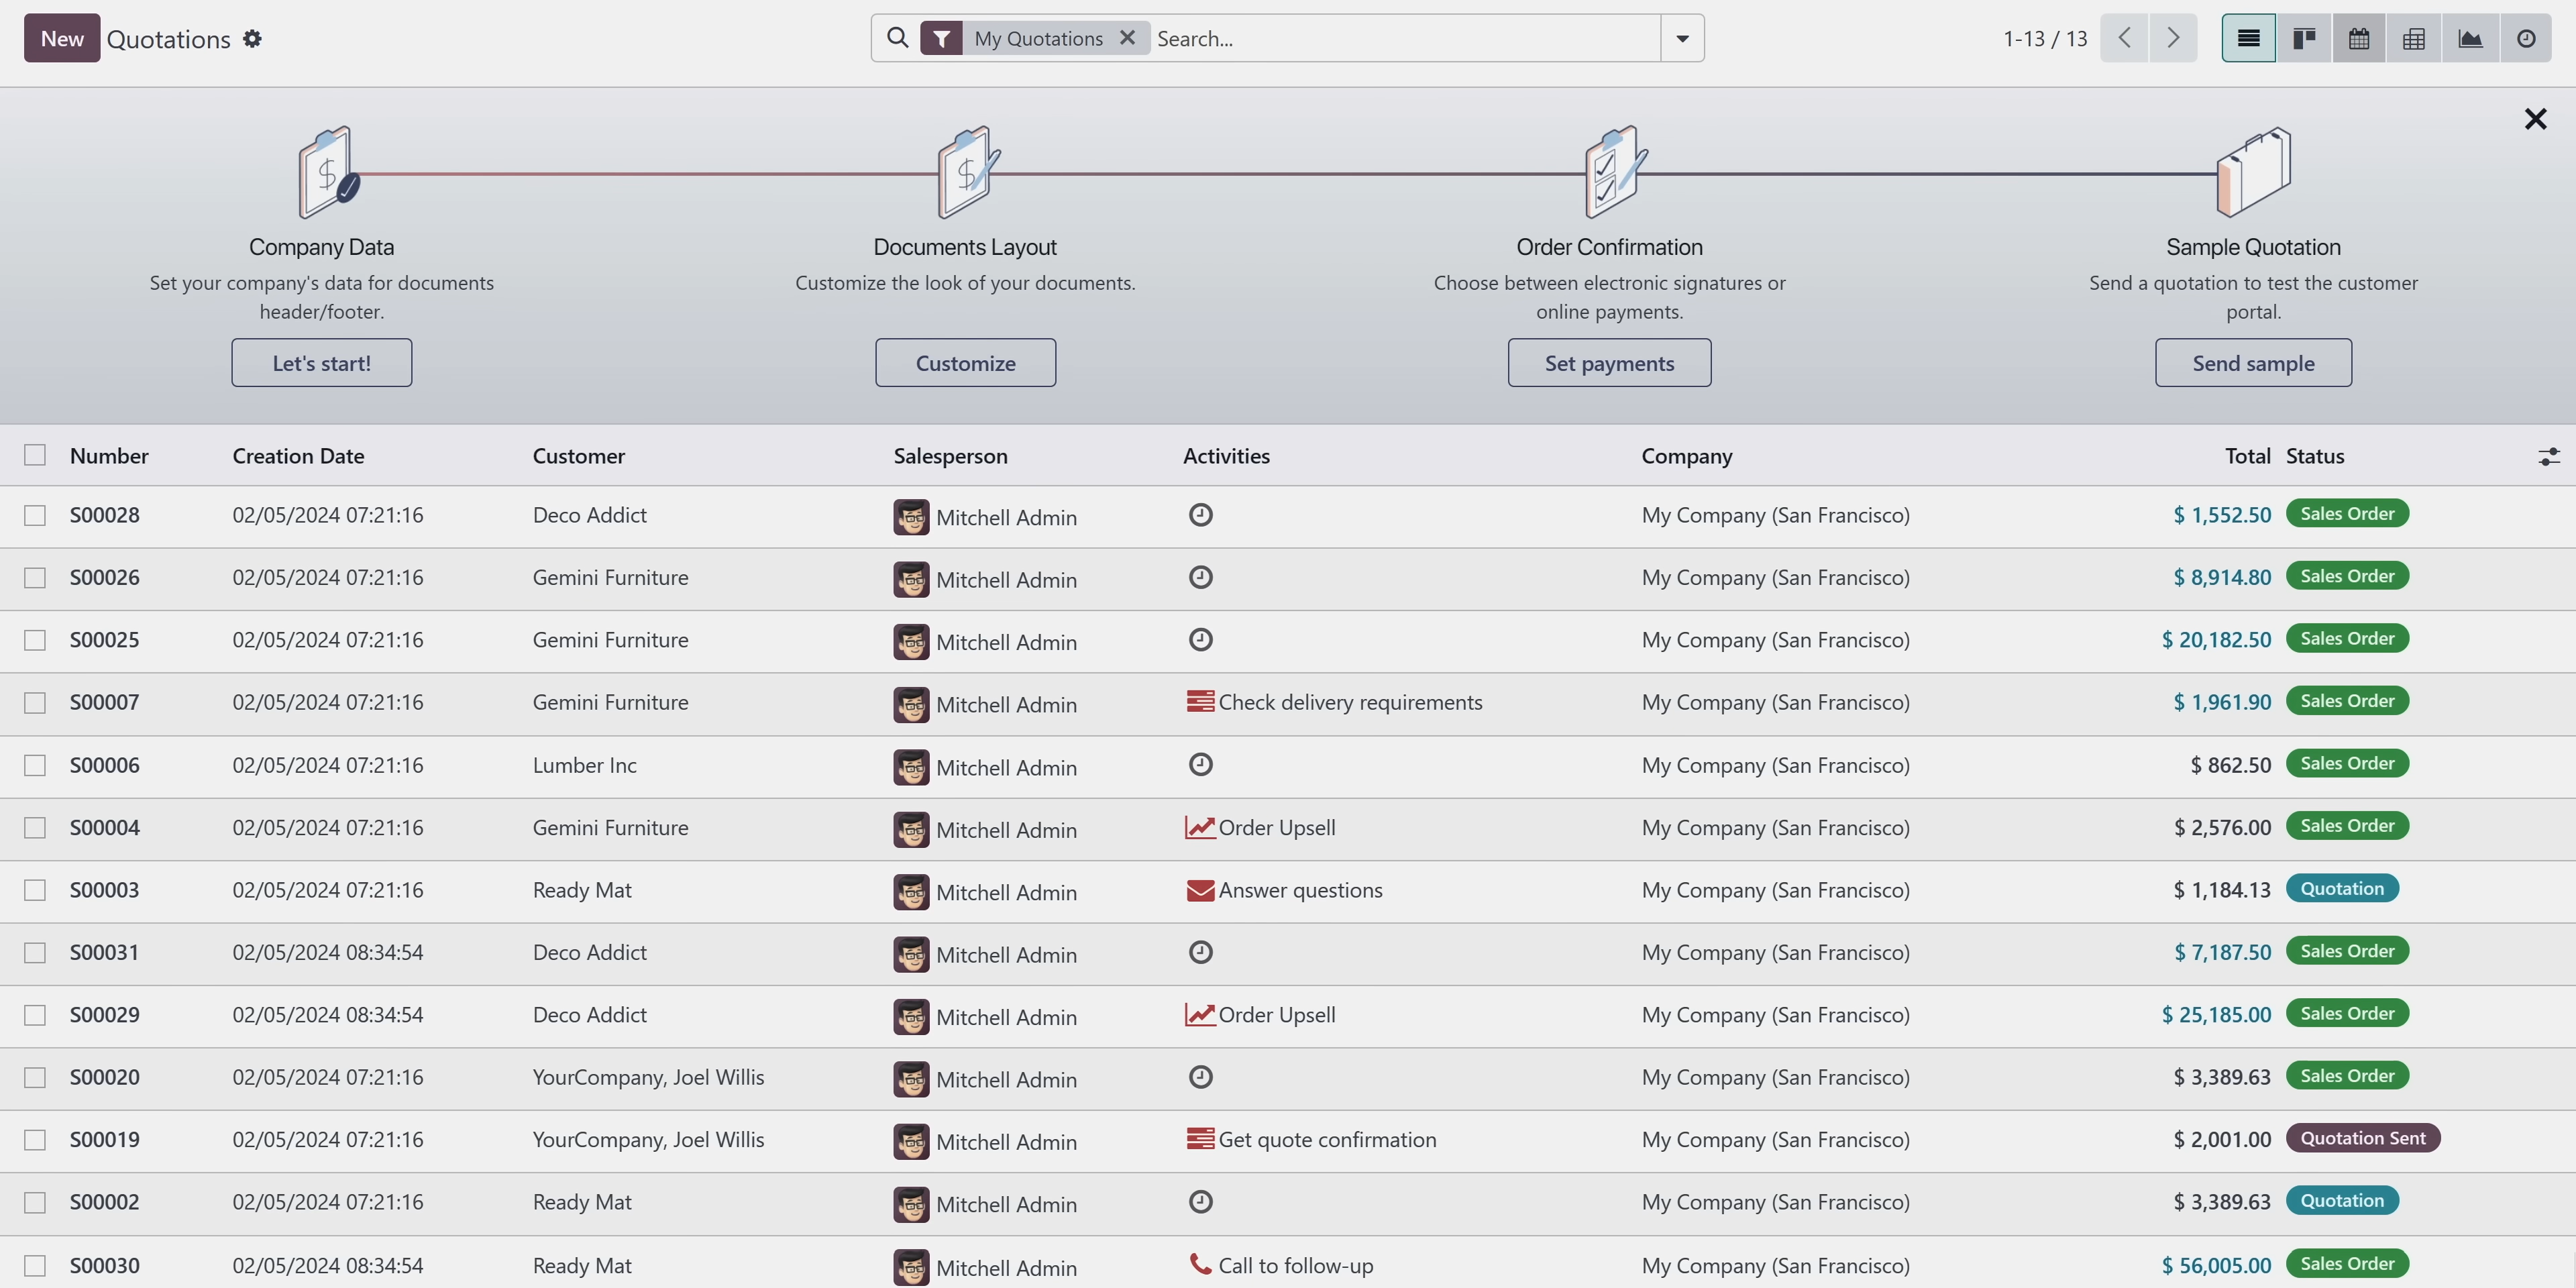 New Quotations My Quotations Search... 1-13 / 13
Company Data
Set your company's data for documents
header/footer.
Let's start!
Documents Layout
Customize the look of your documents.
Customize
Order Confirmation
Choose between electronic signatures or
online payments.
Set payments
Sample Quotation
Send a quotation to test the customer
portal.
Send sample
Number Creation Date Customer Salesperson Activities Company Total Status
S00028 02/05/2024 07:21:16 Deco Addict Mitchell Admin My Company (San Francisco) $ 1,552.50 Sales Order
S00026 02/05/2024 07:21:16 Gemini Furniture Mitchell Admin My Company (San Francisco) $ 8,914.80 Sales Order
S00025 02/05/2024 07:21:16 Gemini Furniture Mitchell Admin My Company (San Francisco) $ 20,182.50 Sales Order
S00007 02/05/2024 07:21:16 Gemini Furniture Mitchell Admin Check delivery requirements My Company (San Francisco) $ 1,961.90 Sales Order
S00006 02/05/2024 07:21:16 Lumber Inc Mitchell Admin My Company (San Francisco) $ 862.50 Sales Order
S00004 02/05/2024 07:21:16 Gemini Furniture Mitchell Admin Order Upsell My Company (San Francisco) $ 2,576.00 Sales Order
S00003 02/05/2024 07:21:16 Ready Mat Mitchell Admin Answer questions My Company (San Francisco) $ 1,184.13 Quotation
S00031 02/05/2024 08:34:54 Deco Addict Mitchell Admin My Company (San Francisco) $ 7,187.50 Sales Order
S00029 02/05/2024 08:34:54 Deco Addict Mitchell Admin Order Upsell My Company (San Francisco) $ 25,185.00 Sales Order
S00020 02/05/2024 07:21:16 YourCompany, Joel Willis Mitchell Admin My Company (San Francisco) $ 3,389.63 Sales Order
S00019 02/05/2024 07:21:16 YourCompany, Joel Willis Mitchell Admin Get quote confirmation My Company (San Francisco) $ 2,001.00 Quotation Sent
S00002 02/05/2024 07:21:16 Ready Mat Mitchell Admin My Company (San Francisco) $ 3,389.63 Quotation
S00030 02/05/2024 08:34:54 Ready Mat Mitchell Admin Call to follow-up My Company (San Francisco) $ 56,005.00 Sales Order